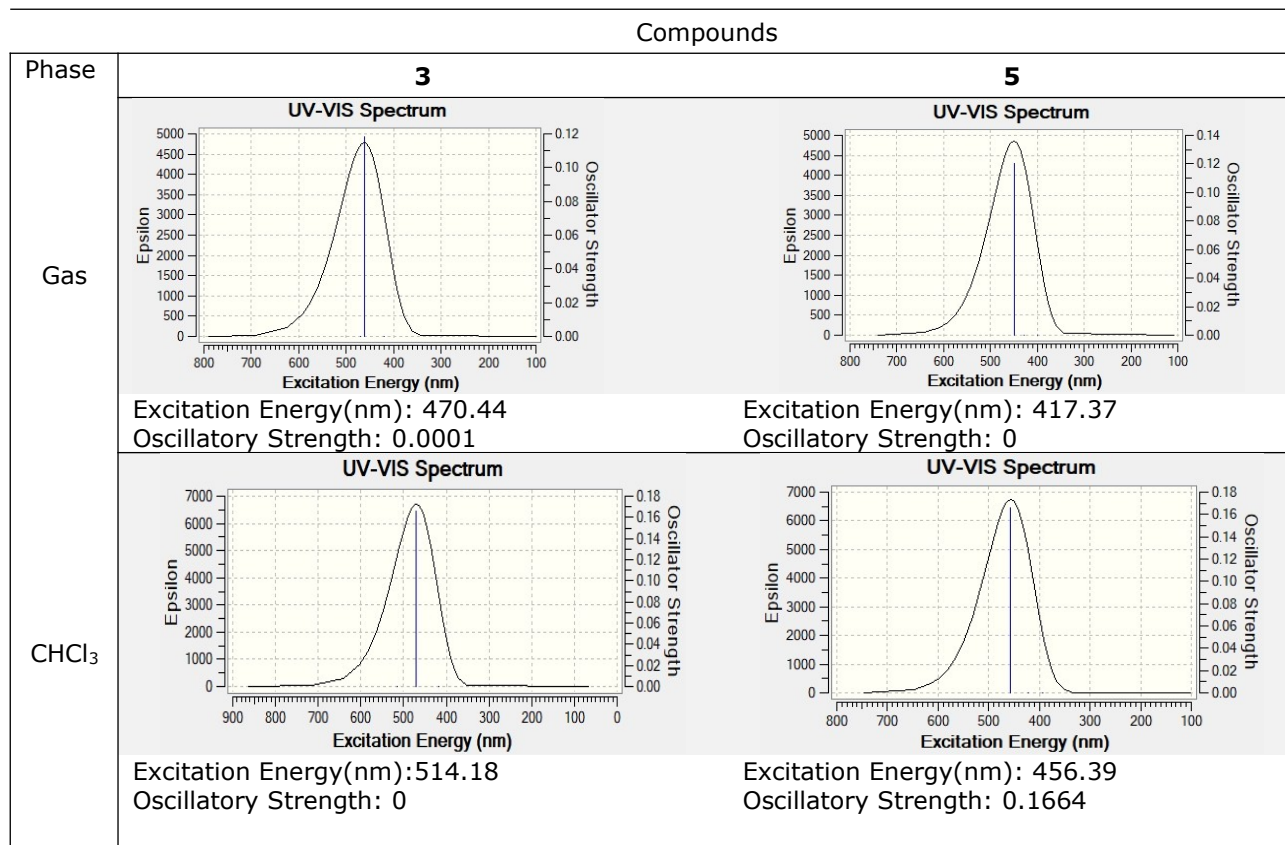 Compounds
Phase
3
5
Gas
UV-VIS Spectrum
5000
4500
4000
3500
3000
2500
2000
1500
1000
500
0
Epsilon
0.12
0.10
0.08
0.06
0.04
0.02
0.00
Oscillator Strength
800 700 600 500 400 300 200 100
Excitation Energy (nm)
Excitation Energy(nm): 470.44
Oscillatory Strength: 0.0001
UV-VIS Spectrum
5000
4500
4000
3500
3000
2500
2000
1500
1000
500
0
Epsilon
0.14
0.12
0.10
0.08
0.06
0.04
0.02
0.00
Oscillator Strength
800 700 600 500 400 300 200 100
Excitation Energy (nm)
Excitation Energy(nm): 417.37
Oscillatory Strength: 0
CHCl₃
UV-VIS Spectrum
7000
6000
5000
4000
3000
2000
1000
0
Epsilon
0.18
0.16
0.14
0.12
0.10
0.08
0.06
0.04
0.02
0.00
Oscillator Strength
900 800 700 600 500 400 300 200 100 0
Excitation Energy (nm)
Excitation Energy(nm):514.18
Oscillatory Strength: 0
UV-VIS Spectrum
7000
6000
5000
4000
3000
2000
1000
0
Epsilon
0.18
0.16
0.14
0.12
0.10
0.08
0.06
0.04
0.02
0.00
Oscillator Strength
800 700 600 500 400 300 200 100
Excitation Energy (nm)
Excitation Energy(nm): 456.39
Oscillatory Strength: 0.1664